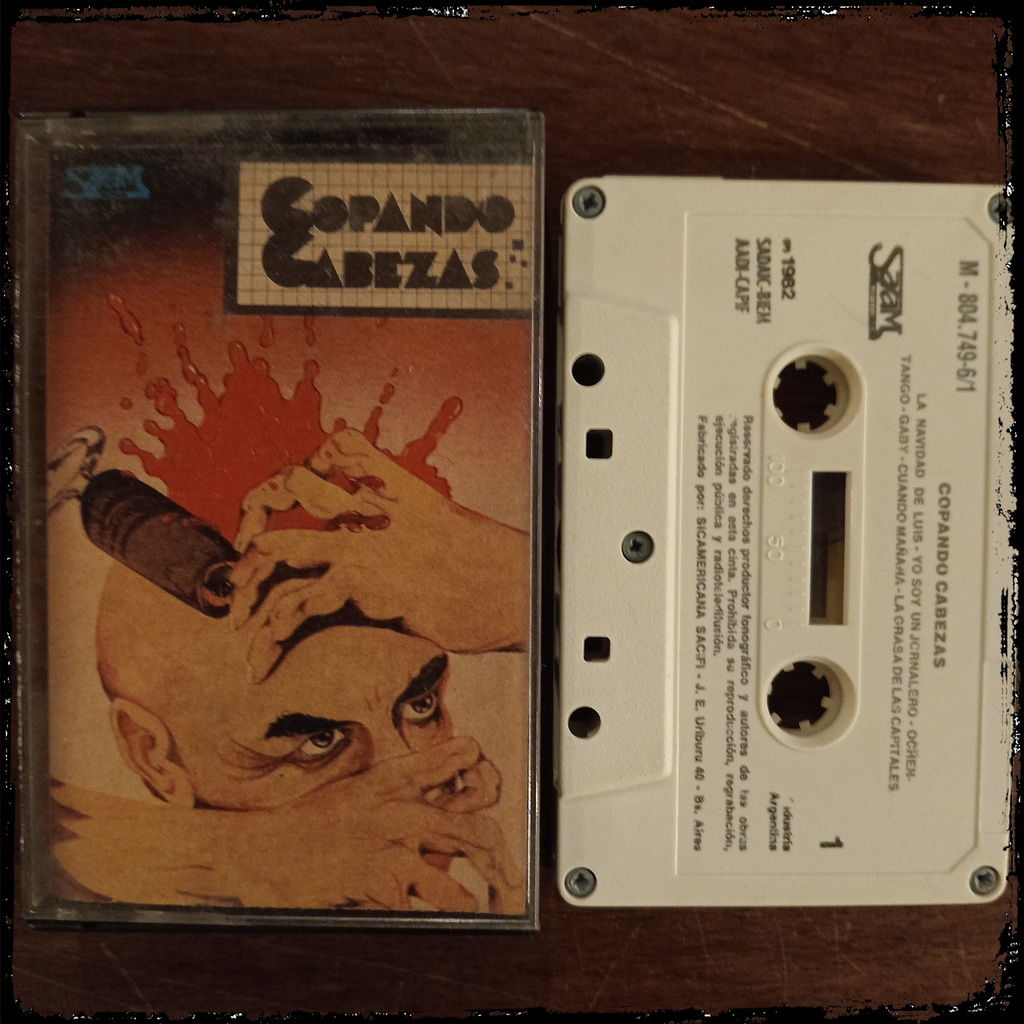 SAZAM
COPANDO
CABEZAS
M - 804.749-6/1
SAZAM
℗ 1982
SADAIC-BIEM
AADI-CAPIF
COPANDO CABEZAS
LA NAVIDAD DE LUIS - YO SOY UN JORNALERO - OCHEN-
TANGO - GABY - CUANDO MAÑANA - LA GRASA DE LAS CAPITALES
100 50 0
Reservado derechos productor fonográfico y autores de las obras
registradas en esta cinta. Prohibida su reproducción, regrabación,
ejecución pública y radioteledifusión.
Fabricado por: SICAMERICANA SACIFI - J. E. Uriburu 40 - Bs. Aires
Industria
Argentina
1